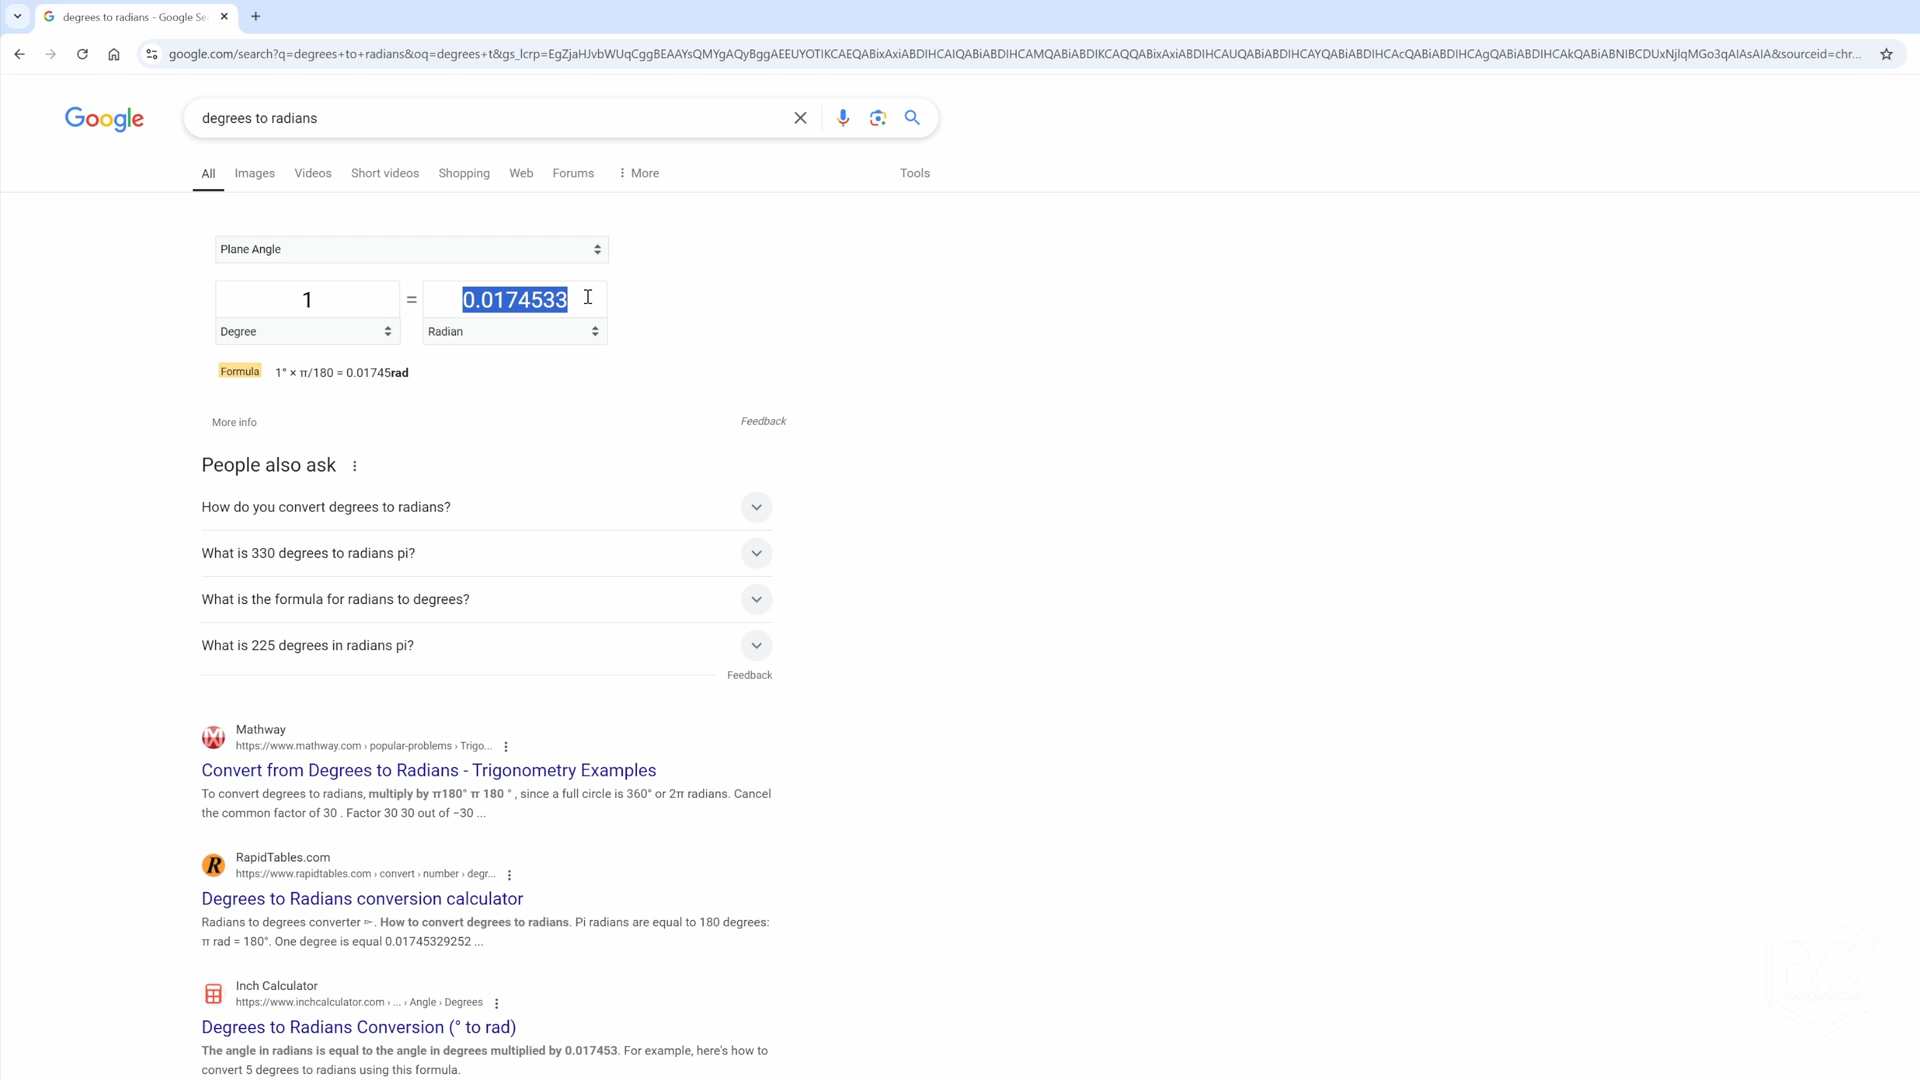 degrees to radians - Google Se
google.com/search?q=degrees+to+radians&oq=degrees+t&gs_lcrp=EgZjaHJvbWUqCggBEAAYsQMYgAQyBggAEEUYOTIKCAEQABixAxiABDIHCAIQABiABDIHCAMQABiABDIKCAQQABixAxiABDIHCAUQABiABDIHCAYQABiABDIHCAcQABiABDIHCAgQABiABDIHCAkQABiABNIBCDUxNjlqMGo3qAIAsAIA&sourceid=chr...
Google
degrees to radians
All Images Videos Short videos Shopping Web Forums More Tools
Plane Angle
1 = 0.0174533
Degree Radian
Formula 1° × π/180 = 0.01745rad
More info Feedback
People also ask
How do you convert degrees to radians?
What is 330 degrees to radians pi?
What is the formula for radians to degrees?
What is 225 degrees in radians pi?
Feedback
Mathway
https://www.mathway.com › popular-problems › Trigo...
Convert from Degrees to Radians - Trigonometry Examples
To convert degrees to radians, multiply by π180° π 180 ° , since a full circle is 360° or 2π radians. Cancel
the common factor of 30 . Factor 30 30 out of −30 ...
R RapidTables.com
https://www.rapidtables.com › convert › number › degr...
Degrees to Radians conversion calculator
Radians to degrees converter ►. How to convert degrees to radians. Pi radians are equal to 180 degrees:
π rad = 180°. One degree is equal 0.01745329252 ...
Inch Calculator
https://www.inchcalculator.com › ... › Angle › Degrees
Degrees to Radians Conversion (° to rad)
The angle in radians is equal to the angle in degrees multiplied by 0.017453. For example, here's how to
convert 5 degrees to radians using this formula.